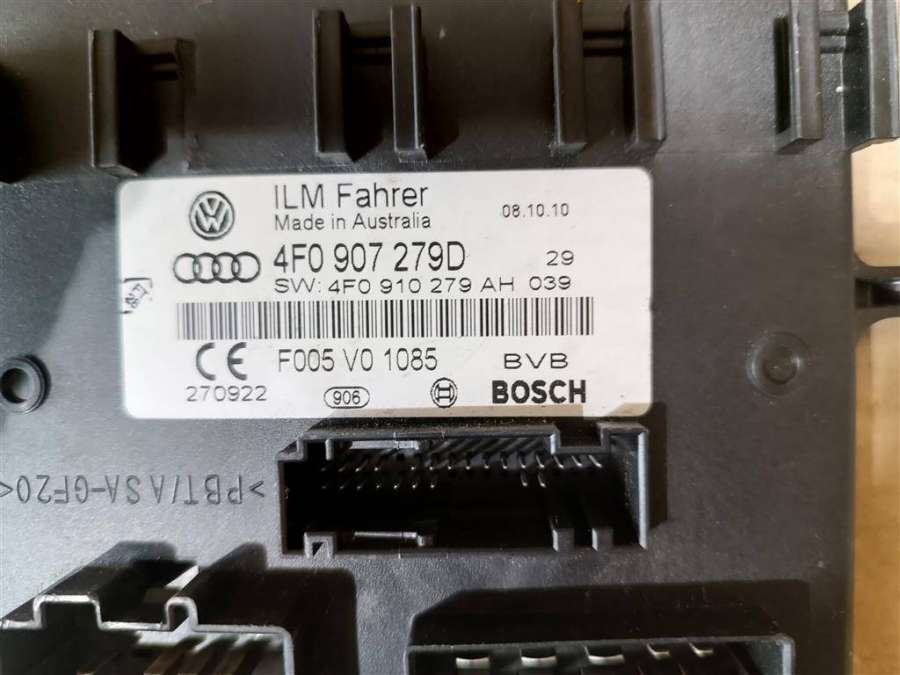 ILM Fahrer
Made in Australia
08.10.10
4F0 907 279D
29
SW: 4F0 910 279 AH 039
F005 V0 1085
BVB
270922
906
BOSCH
>PBT/ASA-GF20<